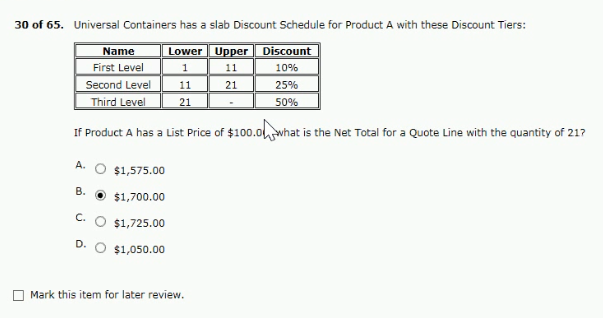 30 of 65. Universal Containers has a slab Discount Schedule for Product A with these Discount Tiers:
Name Lower Upper Discount
First Level 1 11 10%
Second Level 11 21 25%
Third Level 21 - 50%
If Product A has a List Price of $100.0 what is the Net Total for a Quote Line with the quantity of 21?
A. $1,575.00
B. $1,700.00
C. $1,725.00
D. $1,050.00
Mark this item for later review.